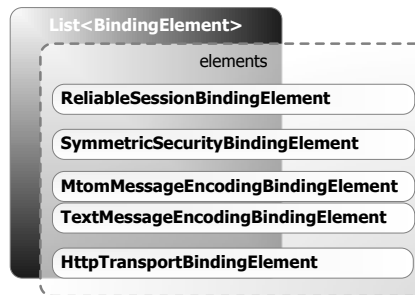 List<BindingElement>
elements
ReliableSessionBindingElement
SymmetricSecurityBindingElement
MtomMessageEncodingBindingElement
TextMessageEncodingBindingElement
HttpTransportBindingElement